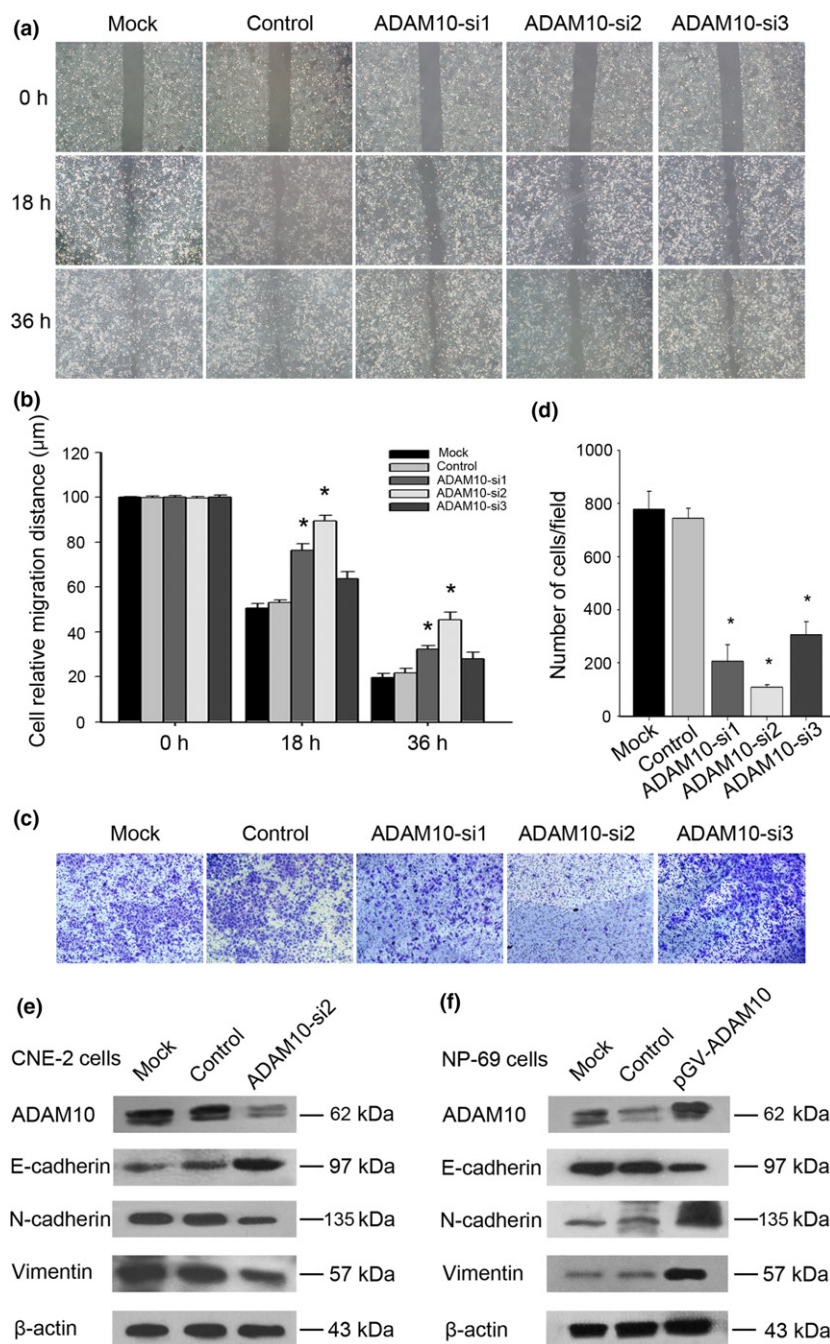 (a)
Mock Control ADAM10-si1 ADAM10-si2 ADAM10-si3
0 h
18 h
36 h
(b)
Cell relative migration distance (µm)
120
100
80
60
40
20
0
Mock
Control
ADAM10-si1
ADAM10-si2
ADAM10-si3
* *
* *
0 h 18 h 36 h
(d)
Number of cells/field
1000
800
600
400
200
0
* * *
Mock Control ADAM10-si1 ADAM10-si2 ADAM10-si3
(c)
Mock Control ADAM10-si1 ADAM10-si2 ADAM10-si3
(e)
CNE-2 cells Mock Control ADAM10-si2
ADAM10 62 kDa
E-cadherin 97 kDa
N-cadherin 135 kDa
Vimentin 57 kDa
β-actin 43 kDa
(f)
NP-69 cells Mock Control pGV-ADAM10
ADAM10 62 kDa
E-cadherin 97 kDa
N-cadherin 135 kDa
Vimentin 57 kDa
β-actin 43 kDa